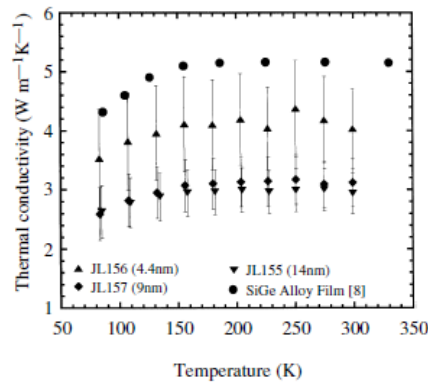 Thermal conductivity (W m−1K−1)
6
5
4
3
2
1
▲ JL156 (4.4nm) ▼ JL155 (14nm)
◆ JL157 (9nm) ● SiGe Alloy Film [8]
50 100 150 200 250 300 350
Temperature (K)